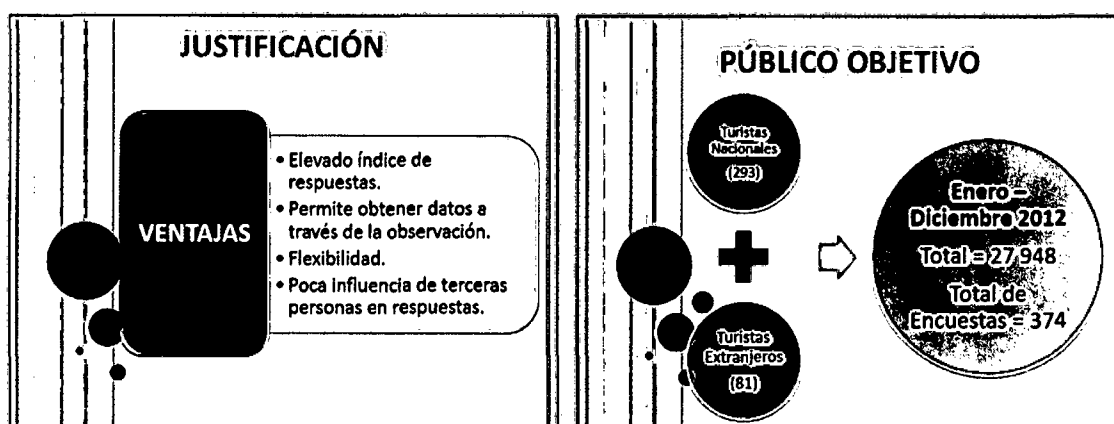 JUSTIFICACIÓN
VENTAJAS
• Elevado índice de
respuestas.
• Permite obtener datos a
través de la observación.
• Flexibilidad.
• Poca influencia de terceras
personas en respuestas.
PÚBLICO OBJETIVO
Turistas
Nacionales
(293)
Turistas
Extranjeros
(81)
Enero –
Diciembre 2012
Total = 27 948
Total de
Encuestas = 374